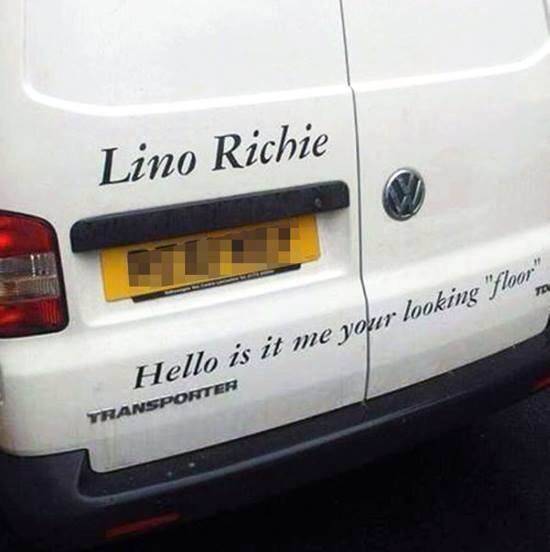 Lino Richie
Hello is it me your looking "floor"
TRANSPORTER